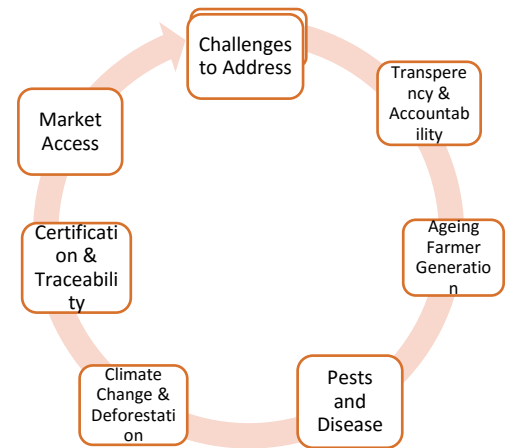 Challenges
to Address
Transpere
ncy &
Accountab
ility
Ageing
Farmer
Generatio
n
Pests
and
Disease
Climate
Change &
Deforestati
on
Certificati
on &
Traceabili
ty
Market
Access